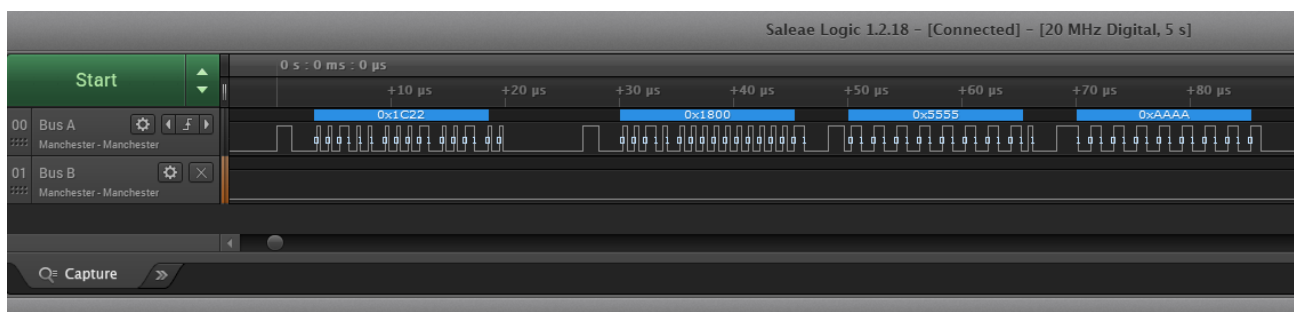 Saleae Logic 1.2.18 – [Connected] – [20 MHz Digital, 5 s]
Start
0 s : 0 ms : 0 µs
+10 µs +20 µs +30 µs +40 µs +50 µs +60 µs +70 µs +80 µs
0x1C22 0x1800 0x5555 0xAAAA
00 Bus A
Manchester - Manchester
01 Bus B
Manchester - Manchester
Capture